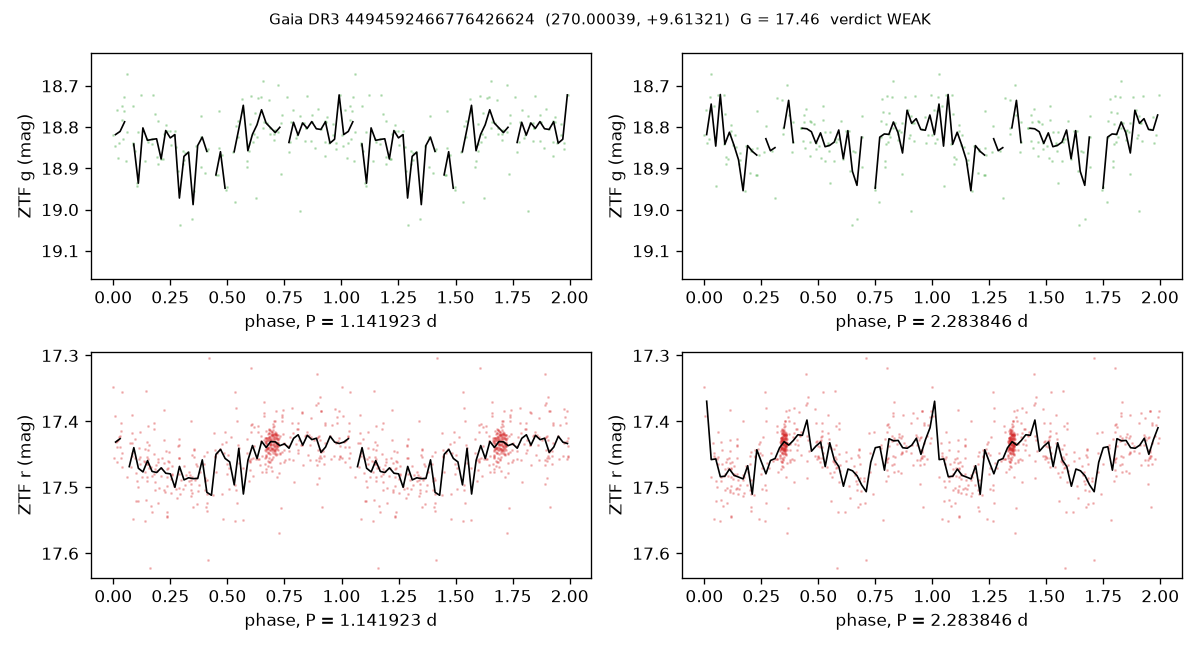 Gaia DR3 4494592466776426624 (270.00039, +9.61321) G = 17.46 verdict WEAK
ZTF g (mag)
18.7
18.8
18.9
19.0
19.1
0.00 0.25 0.50 0.75 1.00 1.25 1.50 1.75 2.00
phase, P = 1.141923 d
ZTF g (mag)
18.7
18.8
18.9
19.0
19.1
0.00 0.25 0.50 0.75 1.00 1.25 1.50 1.75 2.00
phase, P = 2.283846 d
ZTF r (mag)
17.3
17.4
17.5
17.6
0.00 0.25 0.50 0.75 1.00 1.25 1.50 1.75 2.00
phase, P = 1.141923 d
ZTF r (mag)
17.3
17.4
17.5
17.6
0.00 0.25 0.50 0.75 1.00 1.25 1.50 1.75 2.00
phase, P = 2.283846 d